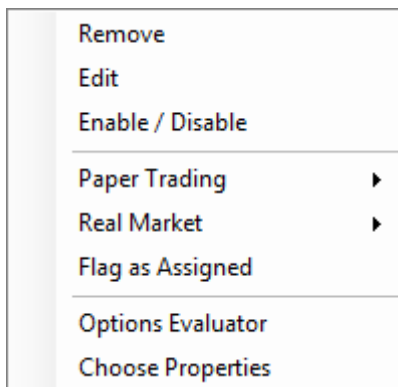 Remove
Edit
Enable / Disable
Paper Trading
Real Market
Flag as Assigned
Options Evaluator
Choose Properties